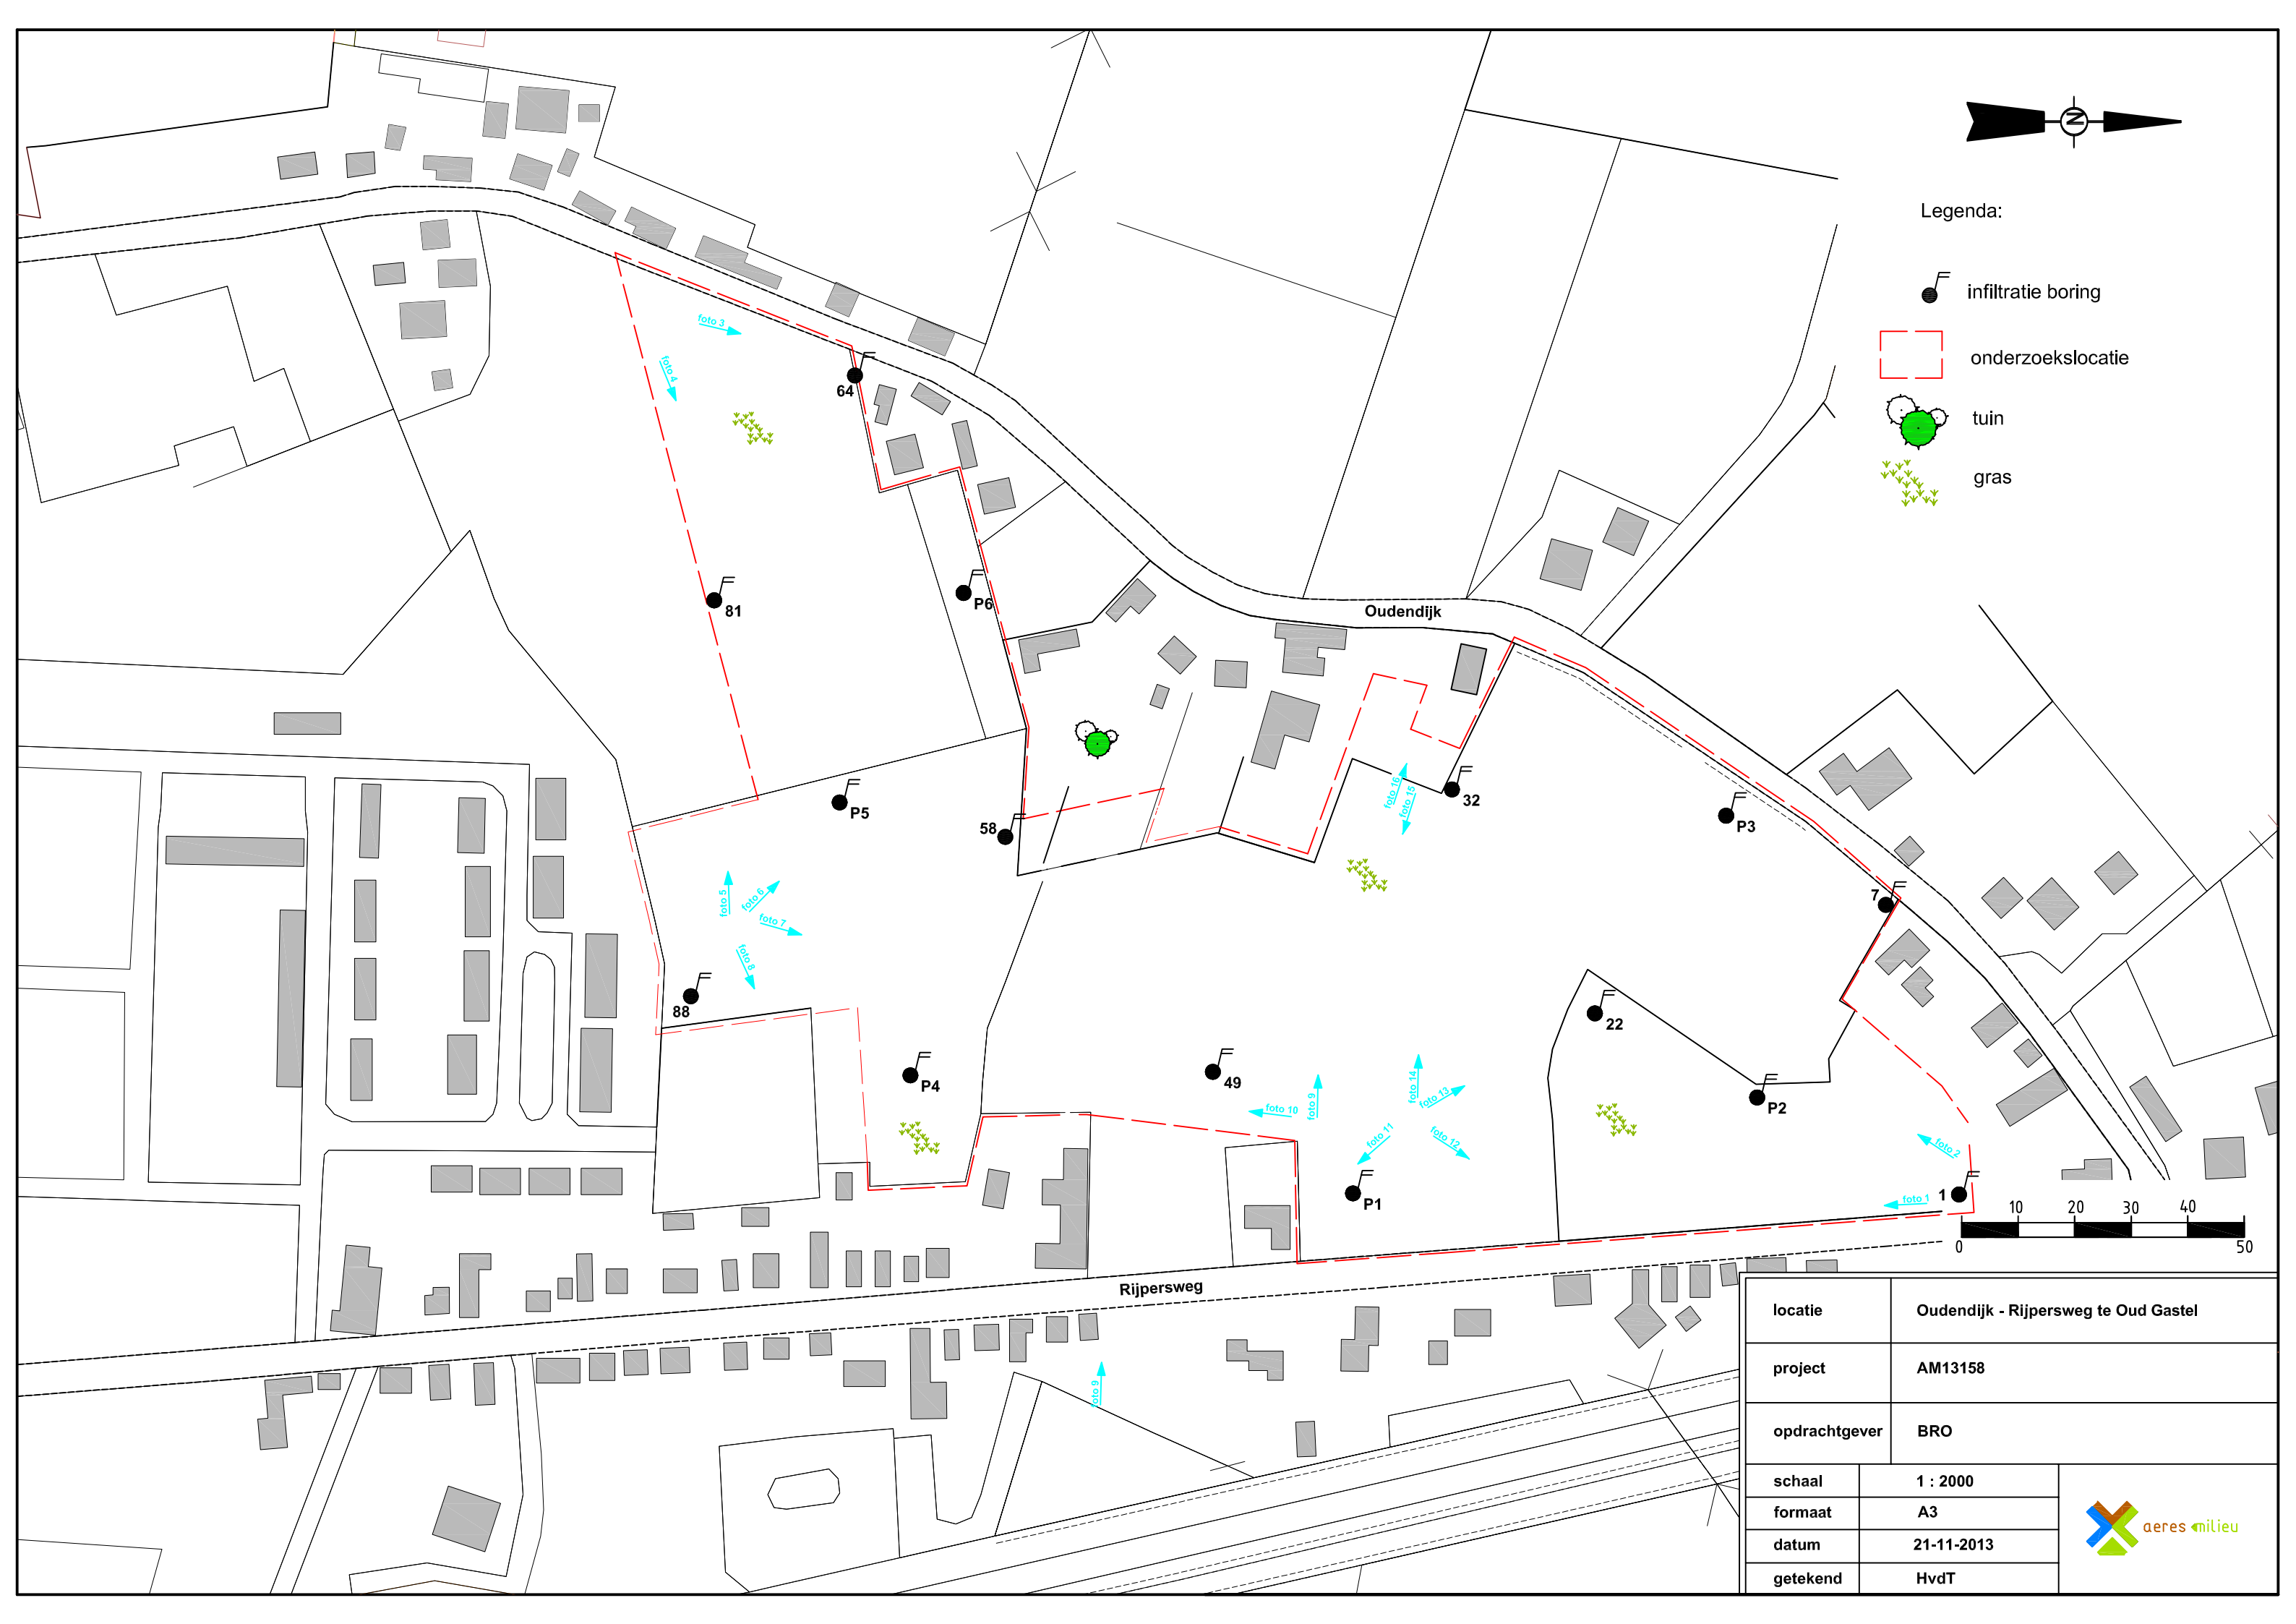 N
Legenda:
infiltratie boring
onderzoekslocatie
tuin
gras
foto 3
foto 4
64
81
P6
Oudendijk
P5
58
foto 16
foto 15
32
P3
7
foto 5
foto 6
foto 7
foto 8
88
22
P4
49
foto 10
foto 9
foto 14
foto 13
foto 11
foto 12
P2
foto 2
P1
foto 1
1
10 20 30 40
0 50
Rijpersweg
foto 9
locatie Oudendijk - Rijpersweg te Oud Gastel
project AM13158
opdrachtgever BRO
schaal 1 : 2000
formaat A3
datum 21-11-2013
getekend HvdT
aeres milieu